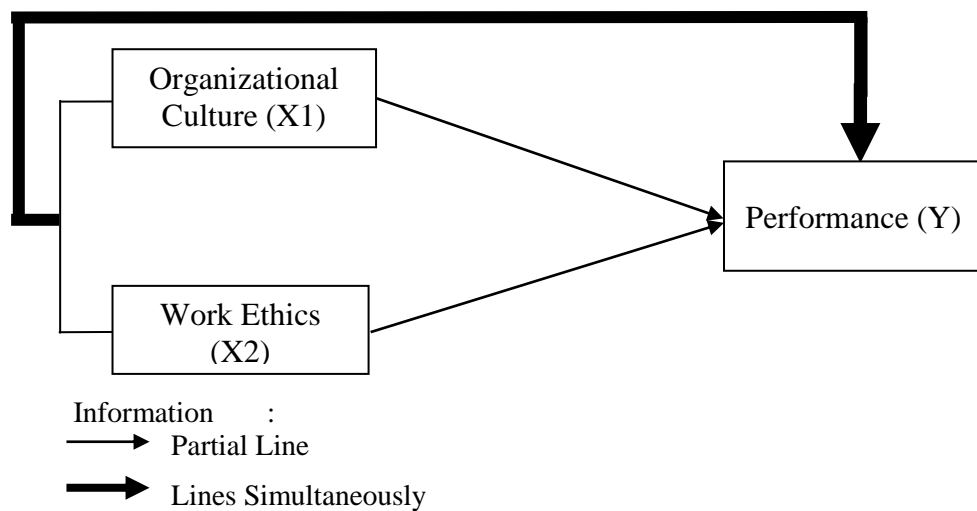 Organizational
Culture (X1)
Performance (Y)
Work Ethics
(X2)
Information :
Partial Line
Lines Simultaneously